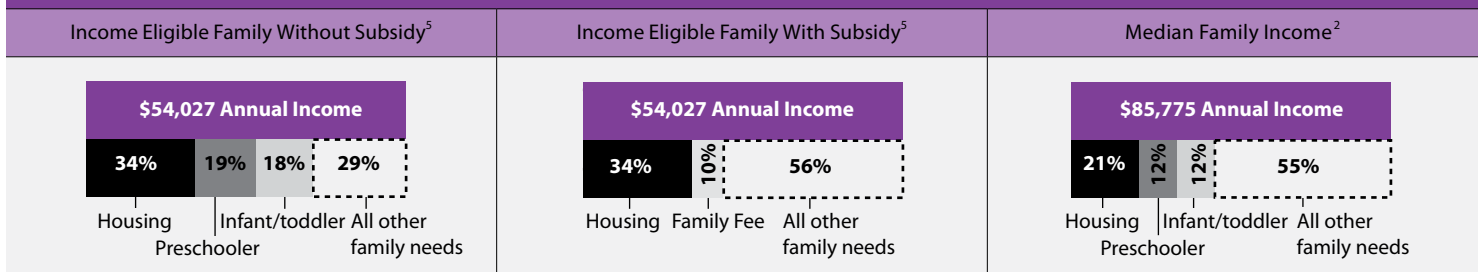 Income Eligible Family Without Subsidy⁵
Income Eligible Family With Subsidy⁵
Median Family Income²
$54,027 Annual Income
34% 19% 18% 29%
Housing
Preschooler
Infant/toddler
All other
family needs
$54,027 Annual Income
34% 10% 56%
Housing
Family Fee
All other
family needs
$85,775 Annual Income
21% 12% 12% 55%
Housing
Preschooler
Infant/toddler
All other
family needs